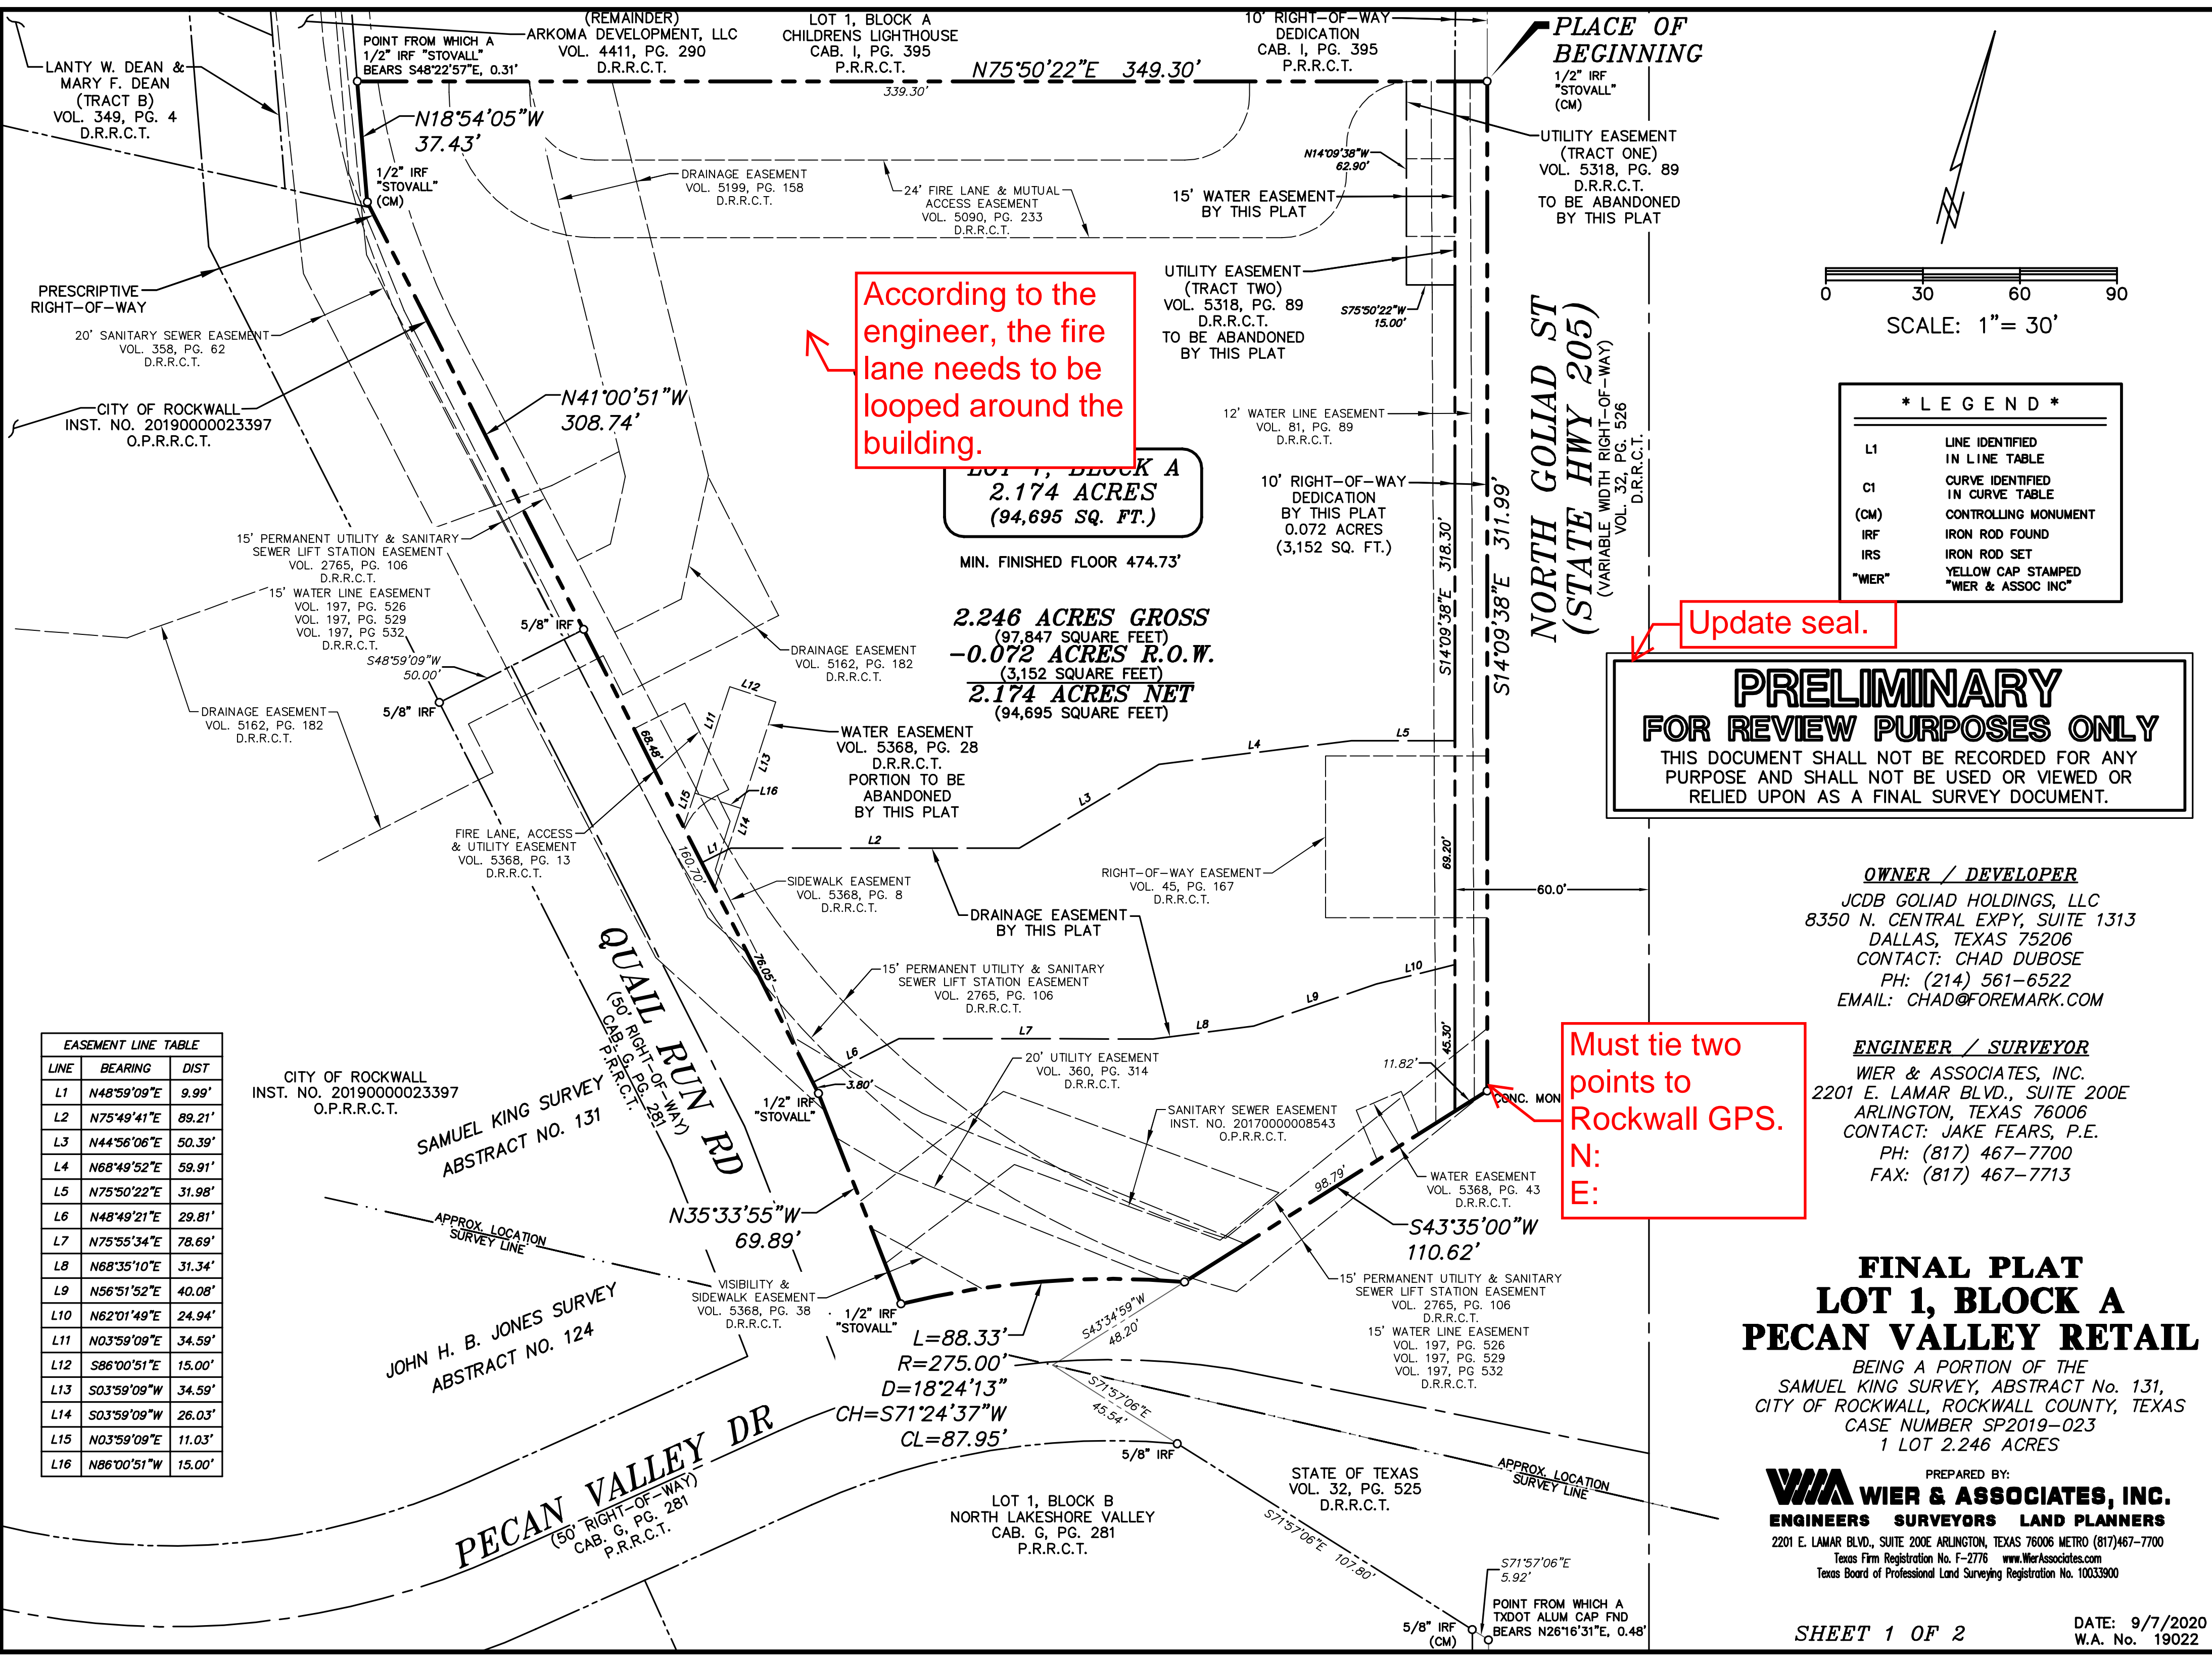 LANTY W. DEAN &
MARY F. DEAN
(TRACT B)
VOL. 349, PG. 4
D.R.R.C.T.
POINT FROM WHICH A
1/2" IRF "STOVALL"
BEARS S48°22'57"E, 0.31'
(REMAINDER)
ARKOMA DEVELOPMENT, LLC
VOL. 4411, PG. 290
D.R.R.C.T.
LOT 1, BLOCK A
CHILDRENS LIGHTHOUSE
CAB. I, PG. 395
P.R.R.C.T.
N75°50'22"E 349.30'
339.30'
10' RIGHT-OF-WAY
DEDICATION
CAB. I, PG. 395
P.R.R.C.T.
PLACE OF
BEGINNING
1/2" IRF
"STOVALL"
(CM)
N18°54'05"W
37.43'
1/2" IRF
"STOVALL"
(CM)
DRAINAGE EASEMENT
VOL. 5199, PG. 158
D.R.R.C.T.
24' FIRE LANE & MUTUAL
ACCESS EASEMENT
VOL. 5090, PG. 233
D.R.R.C.T.
N14°09'38"W
62.90'
15' WATER EASEMENT
BY THIS PLAT
UTILITY EASEMENT
(TRACT ONE)
VOL. 5318, PG. 89
D.R.R.C.T.
TO BE ABANDONED
BY THIS PLAT
UTILITY EASEMENT
(TRACT TWO)
VOL. 5318, PG. 89
D.R.R.C.T.
TO BE ABANDONED
BY THIS PLAT
S75°50'22"W
15.00'
PRESCRIPTIVE
RIGHT-OF-WAY
20' SANITARY SEWER EASEMENT
VOL. 358, PG. 62
D.R.R.C.T.
CITY OF ROCKWALL
INST. NO. 20190000023397
O.P.R.R.C.T.
N41°00'51"W
308.74'
According to the
engineer, the fire
lane needs to be
looped around the
building.
LOT 1, BLOCK A
2.174 ACRES
(94,695 SQ. FT.)
MIN. FINISHED FLOOR 474.73'
2.246 ACRES GROSS
(97,847 SQUARE FEET)
-0.072 ACRES R.O.W.
(3,152 SQUARE FEET)
2.174 ACRES NET
(94,695 SQUARE FEET)
12' WATER LINE EASEMENT
VOL. 81, PG. 89
D.R.R.C.T.
10' RIGHT-OF-WAY
DEDICATION
BY THIS PLAT
0.072 ACRES
(3,152 SQ. FT.)
S14°09'38"E 318.30'
S14°09'38"E 311.99'
NORTH GOLIAD ST
(STATE HWY 205)
(VARIABLE WIDTH RIGHT-OF-WAY)
VOL. 32, PG. 526
D.R.R.C.T.
0 30 60 90
SCALE: 1"= 30'
* L E G E N D *
L1 LINE IDENTIFIED
IN LINE TABLE
C1 CURVE IDENTIFIED
IN CURVE TABLE
(CM) CONTROLLING MONUMENT
IRF IRON ROD FOUND
IRS IRON ROD SET
"WIER" YELLOW CAP STAMPED
"WIER & ASSOC INC"
Update seal.
PRELIMINARY
FOR REVIEW PURPOSES ONLY
THIS DOCUMENT SHALL NOT BE RECORDED FOR ANY
PURPOSE AND SHALL NOT BE USED OR VIEWED OR
RELIED UPON AS A FINAL SURVEY DOCUMENT.
15' PERMANENT UTILITY & SANITARY
SEWER LIFT STATION EASEMENT
VOL. 2765, PG. 106
D.R.R.C.T.
15' WATER LINE EASEMENT
VOL. 197, PG. 526
VOL. 197, PG. 529
VOL. 197, PG 532
D.R.R.C.T.
5/8" IRF
S48°59'09"W
50.00'
5/8" IRF
DRAINAGE EASEMENT
VOL. 5162, PG. 182
D.R.R.C.T.
DRAINAGE EASEMENT
VOL. 5162, PG. 182
D.R.R.C.T.
L12
L11
L13
L15
L16
L14
68.48'
160.70'
76.05'
WATER EASEMENT
VOL. 5368, PG. 28
D.R.R.C.T.
PORTION TO BE
ABANDONED
BY THIS PLAT
FIRE LANE, ACCESS
& UTILITY EASEMENT
VOL. 5368, PG. 13
D.R.R.C.T.
L1
L2
L3
L4
L5
SIDEWALK EASEMENT
VOL. 5368, PG. 8
D.R.R.C.T.
DRAINAGE EASEMENT
BY THIS PLAT
RIGHT-OF-WAY EASEMENT
VOL. 45, PG. 167
D.R.R.C.T.
69.20'
60.0'
15' PERMANENT UTILITY & SANITARY
SEWER LIFT STATION EASEMENT
VOL. 2765, PG. 106
D.R.R.C.T.
L6
L7
L8
L9
L10
45.30'
11.82'
3.80'
20' UTILITY EASEMENT
VOL. 360, PG. 314
D.R.R.C.T.
QUAIL RUN RD
(50' RIGHT-OF-WAY)
CAB. G, PG. 281
P.R.R.C.T.
1/2" IRF
"STOVALL"
SANITARY SEWER EASEMENT
INST. NO. 20170000008543
O.P.R.R.C.T.
CONC. MON
Must tie two
points to
Rockwall GPS.
N:
E:
98.79'
WATER EASEMENT
VOL. 5368, PG. 43
D.R.R.C.T.
S43°35'00"W
110.62'
OWNER / DEVELOPER
JCDB GOLIAD HOLDINGS, LLC
8350 N. CENTRAL EXPY, SUITE 1313
DALLAS, TEXAS 75206
CONTACT: CHAD DUBOSE
PH: (214) 561-6522
EMAIL: CHAD@FOREMARK.COM
ENGINEER / SURVEYOR
WIER & ASSOCIATES, INC.
2201 E. LAMAR BLVD., SUITE 200E
ARLINGTON, TEXAS 76006
CONTACT: JAKE FEARS, P.E.
PH: (817) 467-7700
FAX: (817) 467-7713
EASEMENT LINE TABLE
LINE BEARING DIST
L1 N48°59'09"E 9.99'
L2 N75°49'41"E 89.21'
L3 N44°56'06"E 50.39'
L4 N68°49'52"E 59.91'
L5 N75°50'22"E 31.98'
L6 N48°49'21"E 29.81'
L7 N75°55'34"E 78.69'
L8 N68°35'10"E 31.34'
L9 N56°51'52"E 40.08'
L10 N62°01'49"E 24.94'
L11 N03°59'09"E 34.59'
L12 S86°00'51"E 15.00'
L13 S03°59'09"W 34.59'
L14 S03°59'09"W 26.03'
L15 N03°59'09"E 11.03'
L16 N86°00'51"W 15.00'
CITY OF ROCKWALL
INST. NO. 20190000023397
O.P.R.R.C.T.
SAMUEL KING SURVEY
ABSTRACT NO. 131
APPROX. LOCATION
SURVEY LINE
JOHN H. B. JONES SURVEY
ABSTRACT NO. 124
N35°33'55"W
69.89'
VISIBILITY &
SIDEWALK EASEMENT
VOL. 5368, PG. 38
D.R.R.C.T.
1/2" IRF
"STOVALL"
L=88.33'
R=275.00'
D=18°24'13"
CH=S71°24'37"W
CL=87.95'
S43°34'59"W
48.20'
S71°57'06"E
45.54'
5/8" IRF
15' PERMANENT UTILITY & SANITARY
SEWER LIFT STATION EASEMENT
VOL. 2765, PG. 106
D.R.R.C.T.
15' WATER LINE EASEMENT
VOL. 197, PG. 526
VOL. 197, PG. 529
VOL. 197, PG 532
D.R.R.C.T.
PECAN VALLEY DR
(50' RIGHT-OF-WAY)
CAB. G, PG. 281
P.R.R.C.T.
LOT 1, BLOCK B
NORTH LAKESHORE VALLEY
CAB. G, PG. 281
P.R.R.C.T.
STATE OF TEXAS
VOL. 32, PG. 525
D.R.R.C.T.
APPROX. LOCATION
SURVEY LINE
S71°57'06"E 107.80'
S71°57'06"E
5.92'
POINT FROM WHICH A
TXDOT ALUM CAP FND
BEARS N26°16'31"E, 0.48'
5/8" IRF
(CM)
FINAL PLAT
LOT 1, BLOCK A
PECAN VALLEY RETAIL
BEING A PORTION OF THE
SAMUEL KING SURVEY, ABSTRACT No. 131,
CITY OF ROCKWALL, ROCKWALL COUNTY, TEXAS
CASE NUMBER SP2019-023
1 LOT 2.246 ACRES
PREPARED BY:
WIER & ASSOCIATES, INC.
ENGINEERS SURVEYORS LAND PLANNERS
2201 E. LAMAR BLVD., SUITE 200E ARLINGTON, TEXAS 76006 METRO (817)467-7700
Texas Firm Registration No. F-2776 www.WierAssociates.com
Texas Board of Professional Land Surveying Registration No. 10033900
SHEET 1 OF 2
DATE: 9/7/2020
W.A. No. 19022